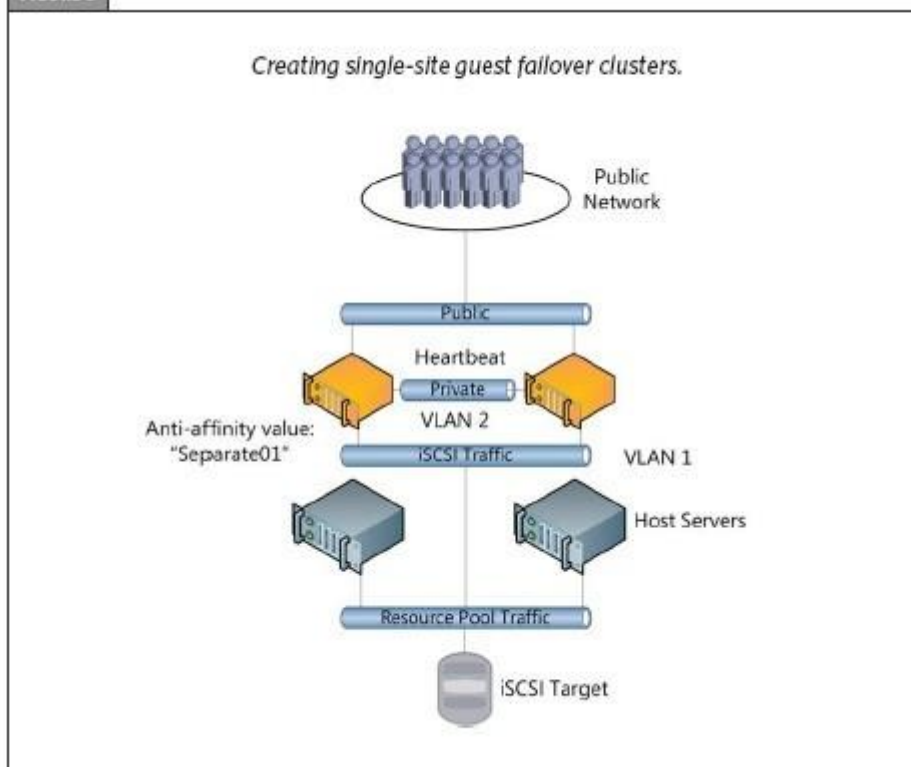 Creating single-site guest failover clusters.
Public
Network
Public
Heartbeat
Private
VLAN 2
Anti-affinity value:
"Separate01"
iSCSI Traffic
VLAN 1
Host Servers
Resource Pool Traffic
iSCSI Target